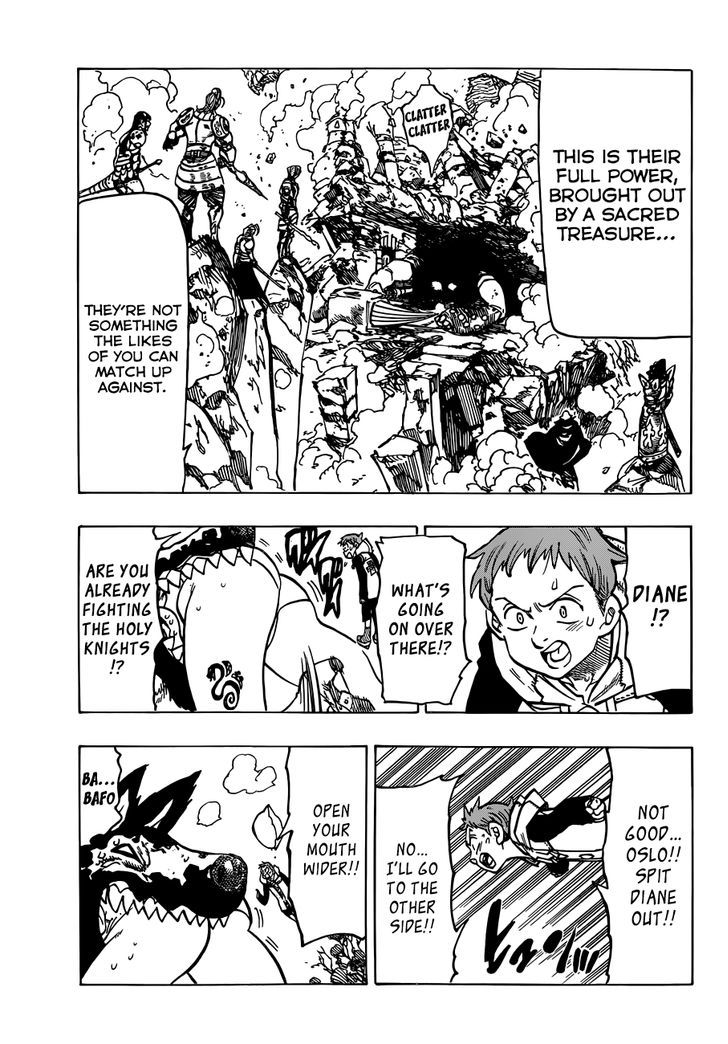 THIS IS THEIR
FULL POWER,
BROUGHT OUT
BY A SACRED
TREASURE...
CLATTER
CLATTER
THEY'RE NOT
SOMETHING
THE LIKES
OF YOU CAN
MATCH UP
AGAINST.
DIANE
!?
WHAT'S
GOING
ON OVER
THERE!?
ARE YOU
ALREADY
FIGHTING
THE HOLY
KNIGHTS
!?
NOT
GOOD...
OSLO!!
SPIT
DIANE
OUT!!
NO...
I'LL GO
TO THE
OTHER
SIDE!!
OPEN
YOUR
MOUTH
WIDER!!
BA...
BAFO